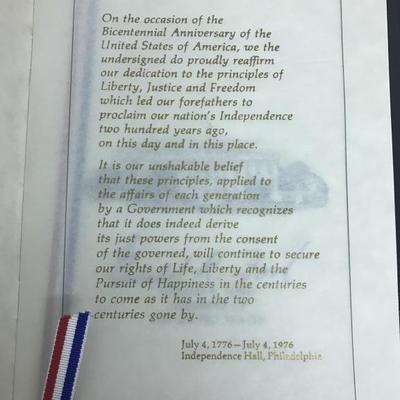 On the occasion of the
Bicentennial Anniversary of the
United States of America, we the
undersigned do proudly reaffirm
our dedication to the principles of
Liberty, Justice and Freedom
which led our forefathers to
proclaim our nation's Independence
two hundred years ago,
on this day and in this place.
It is our unshakable belief
that these principles, applied to
the affairs of each generation
by a Government which recognizes
that it does indeed derive
its just powers from the consent
of the governed, will continue to secure
our rights of Life, Liberty and the
Pursuit of Happiness in the centuries
to come as it has in the two
centuries gone by.
July 4, 1776—July 4, 1976
Independence Hall, Philadelphia